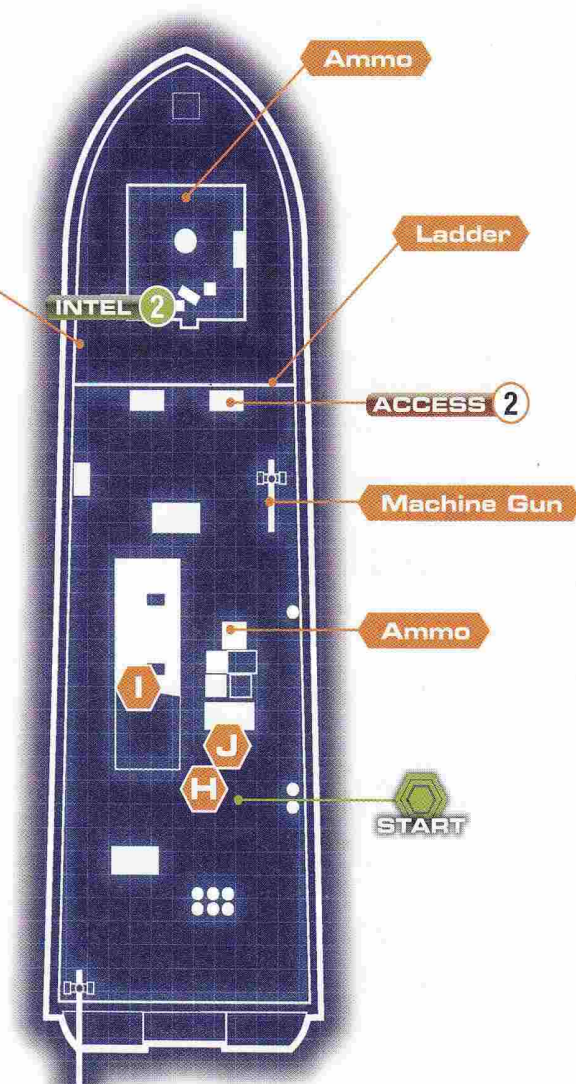 Ammo
Ladder
INTEL 2
ACCESS 2
Machine Gun
Ammo
I
J
H
START